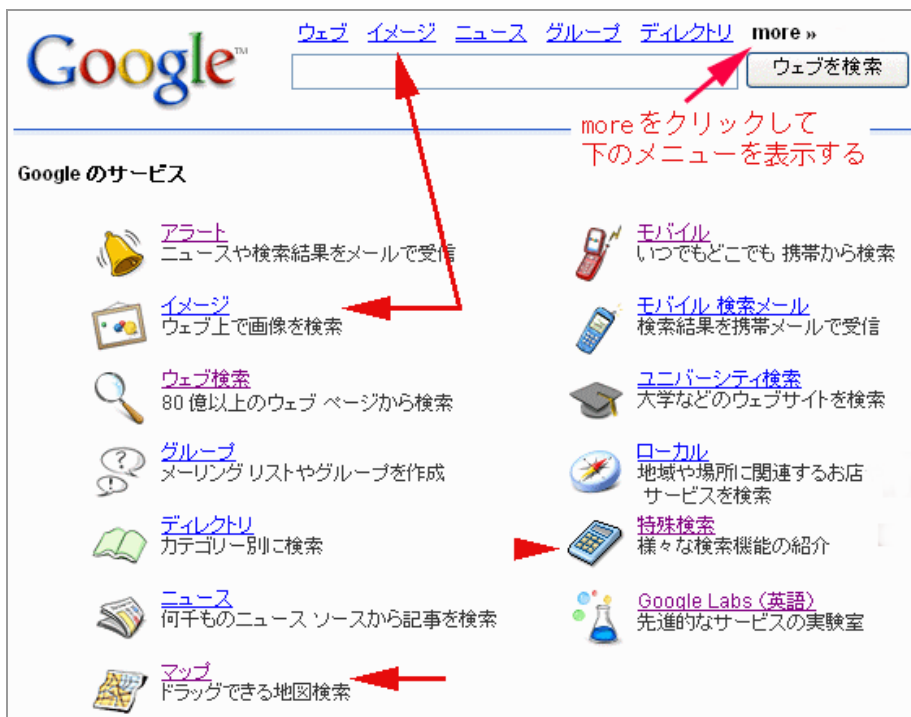 Google™
ウェブ イメージ ニュース グループ ディレクトリ more »
ウェブを検索
moreをクリックして
下のメニューを表示する
Google のサービス
アラート
ニュースや検索結果をメールで受信
イメージ
ウェブ上で画像を検索
ウェブ検索
80 億以上のウェブ ページから検索
グループ
メーリング リストやグループを作成
ディレクトリ
カテゴリー別に検索
ニュース
何千ものニュース ソースから記事を検索
マップ
ドラッグできる地図検索
モバイル
いつでもどこでも 携帯から検索
モバイル 検索メール
検索結果を携帯メールで受信
ユニバーシティ検索
大学などのウェブサイトを検索
ローカル
地域や場所に関連するお店
サービスを検索
特殊検索
様々な検索機能の紹介
Google Labs (英語)
先進的なサービスの実験室